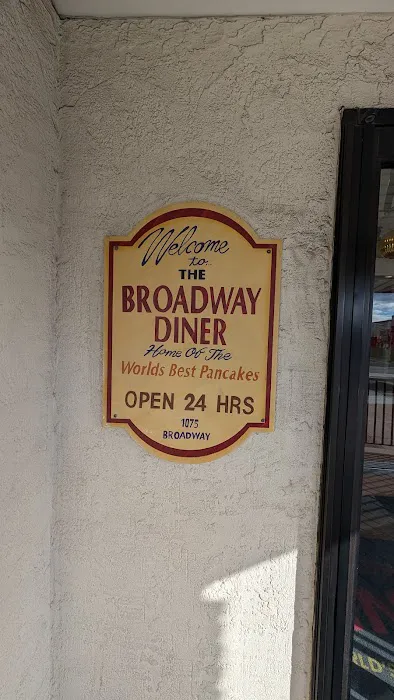 Welcome
to
THE
BROADWAY
DINER
Home Of The
Worlds Best Pancakes
OPEN 24 HRS
1075
BROADWAY